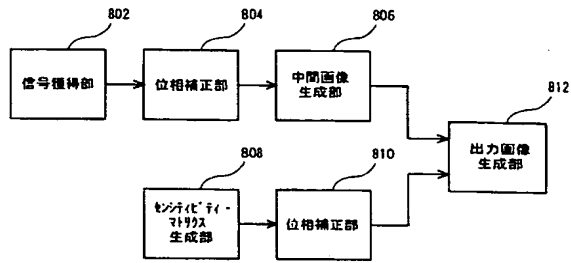 802
信号獲得部
804
位相補正部
806
中間画像
生成部
812
出力画像
生成部
808
センシティビティ・
マトリクス
生成部
810
位相補正部